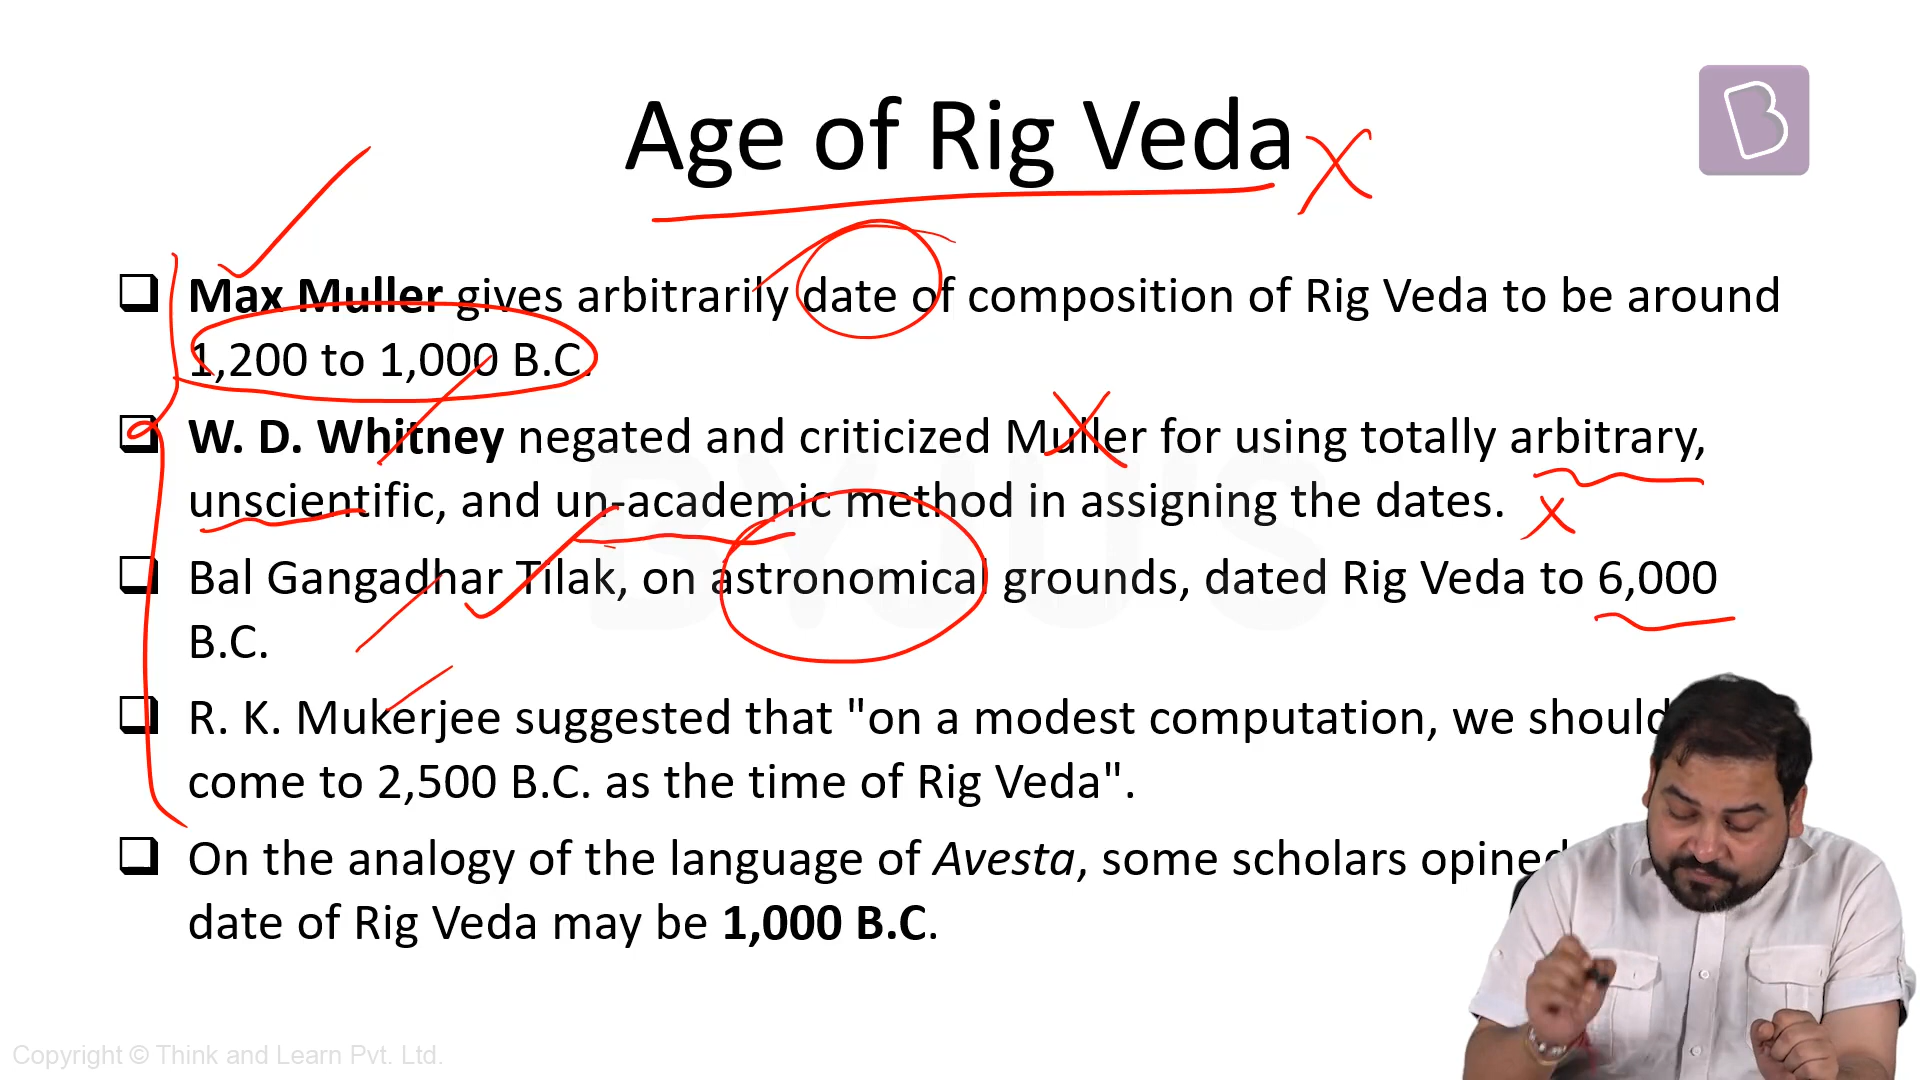 Age of Rig Veda
Max Muller gives arbitrarily date of composition of Rig Veda to be around
1,200 to 1,000 B.C.
W. D. Whitney negated and criticized Muller for using totally arbitrary,
unscientific, and un-academic method in assigning the dates.
Bal Gangadhar Tilak, on astronomical grounds, dated Rig Veda to 6,000
B.C.
R. K. Mukerjee suggested that "on a modest computation, we should
come to 2,500 B.C. as the time of Rig Veda".
On the analogy of the language of Avesta, some scholars opined
date of Rig Veda may be 1,000 B.C.
BYJU'S
B
Copyright © Think and Learn Pvt. Ltd.